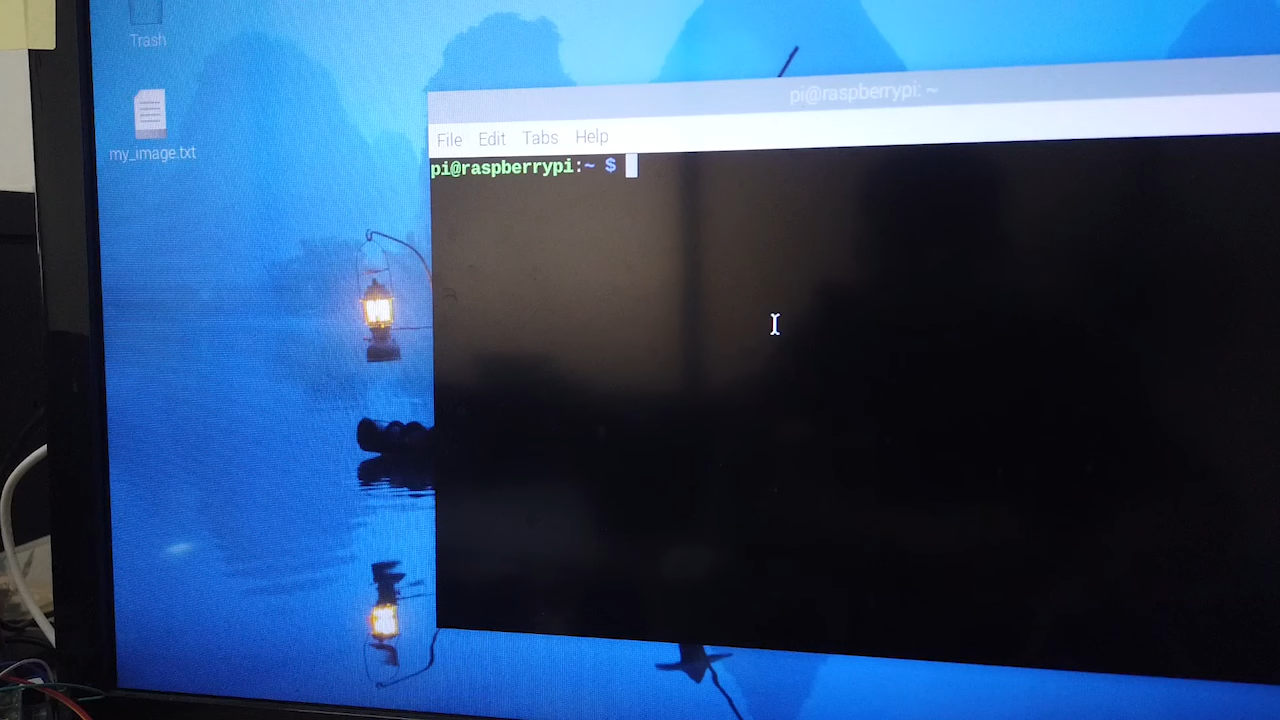 Trash
my_image.txt
pi@raspberrypi: ~
File Edit Tabs Help
pi@raspberrypi:~ $